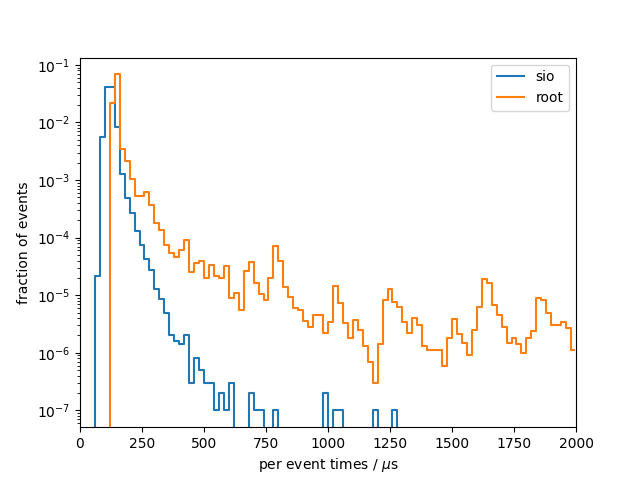 sio
root
fraction of events
10⁻¹
10⁻²
10⁻³
10⁻⁴
10⁻⁵
10⁻⁶
10⁻⁷
0 250 500 750 1000 1250 1500 1750 2000
per event times / μs